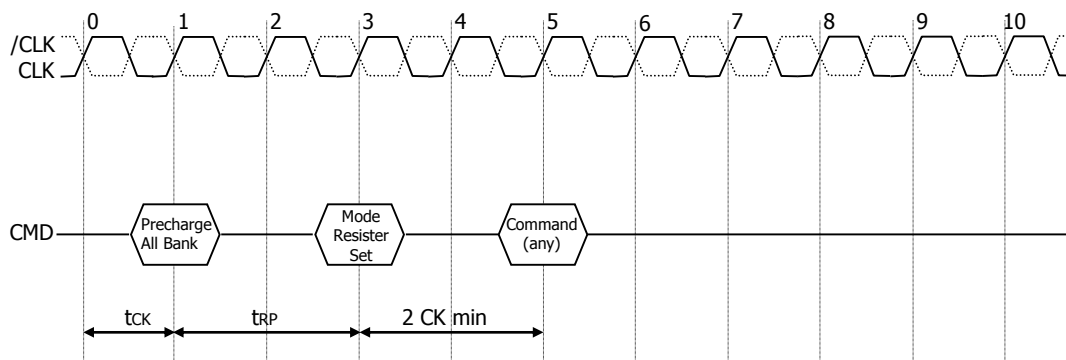 0 1 2 3 4 5 6 7 8 9 10
/CLK
CLK
CMD
Precharge
All Bank
Mode
Resister
Set
Command
(any)
tCK
tRP
2 CK min